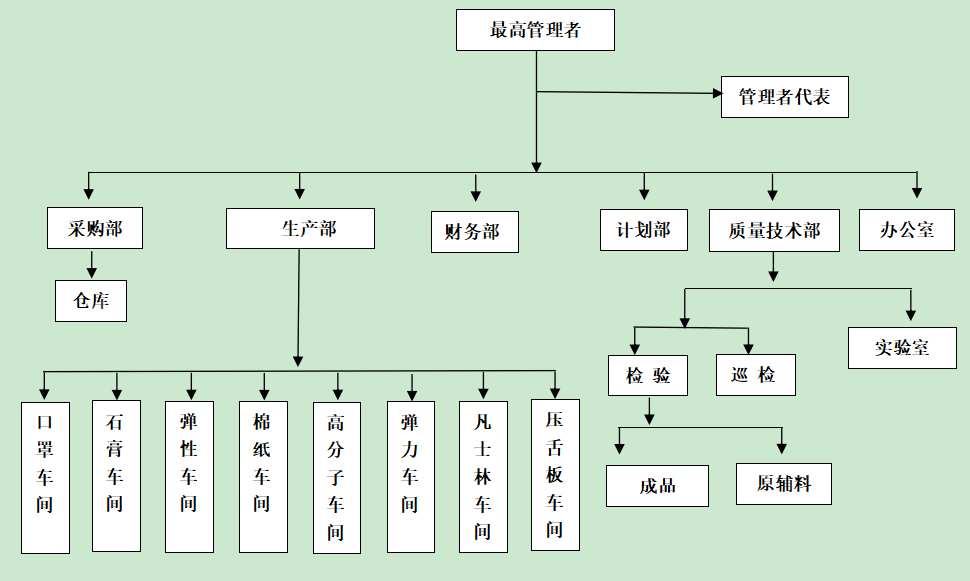 最高管理者
管理者代表
采购部
生产部
财务部
计划部
质量技术部
办公室
仓库
实验室
检 验
巡 检
口罩车间
石膏车间
弹性车间
棉纸车间
高分子车间
弹力车间
凡士林车间
压舌板车间
成品
原辅料